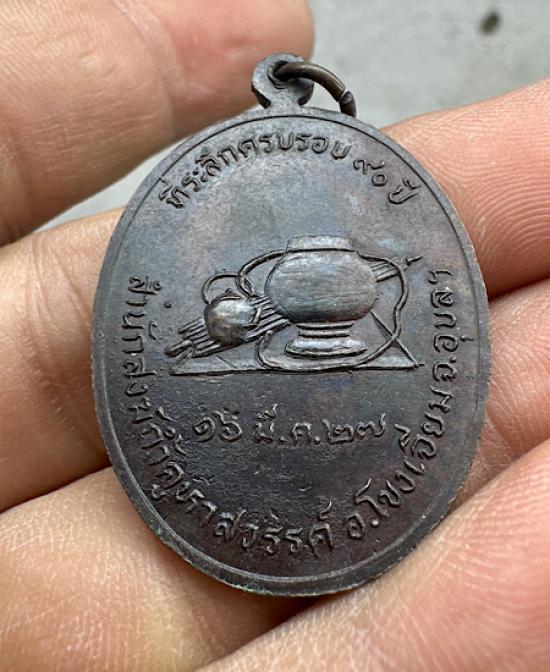 ที่ระลึกครบรอบ ๙๐ ปี
๑๖ มี.ค.๒๗
สำนักสงฆ์ถ้ำคูหาสวรรค์ อ.โขงเจียม จ.อุบลฯ